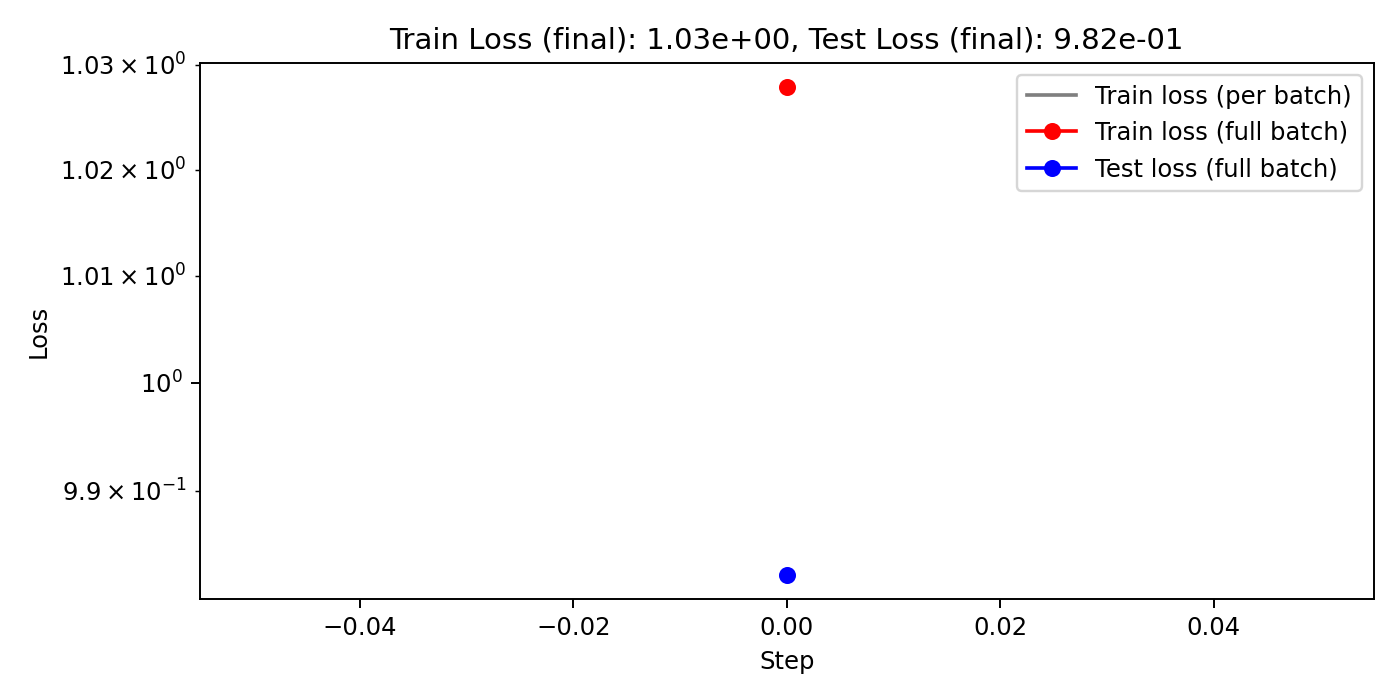 Train Loss (final): 1.03e+00, Test Loss (final): 9.82e-01
1.03 × 10⁰
1.02 × 10⁰
1.01 × 10⁰
10⁰
9.9 × 10⁻¹
Loss
Train loss (per batch)
Train loss (full batch)
Test loss (full batch)
−0.04
−0.02
0.00
0.02
0.04
Step